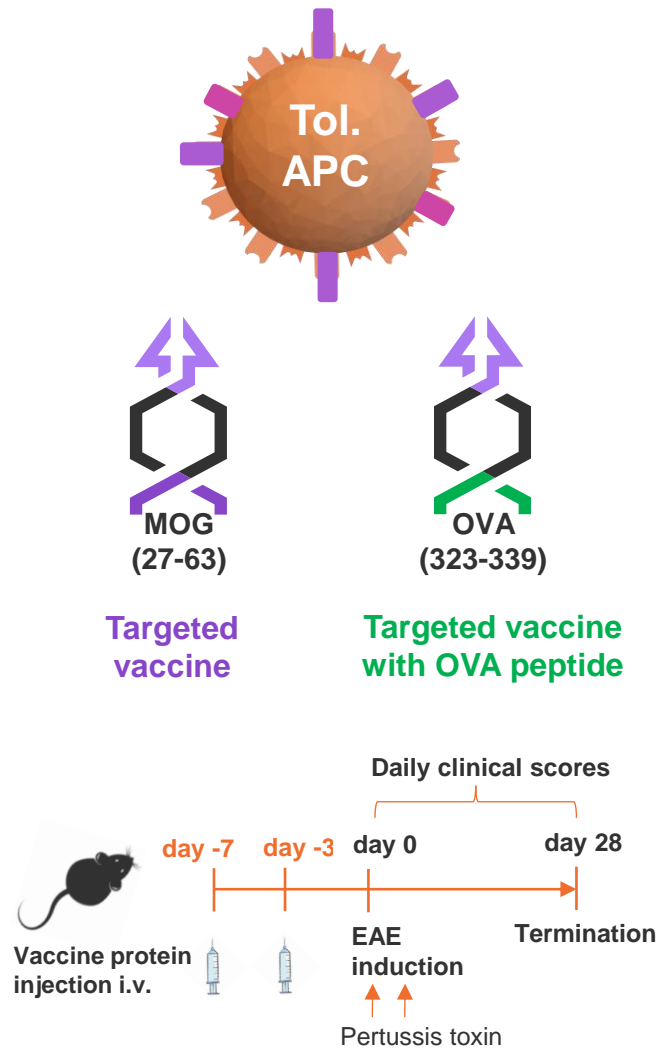 Tol.
APC
MOG
(27-63)
OVA
(323-339)
Targeted
vaccine
Targeted vaccine
with OVA peptide
Daily clinical scores
day -7
day -3
day 0
day 28
Vaccine protein
injection i.v.
EAE
induction
Termination
Pertussis toxin